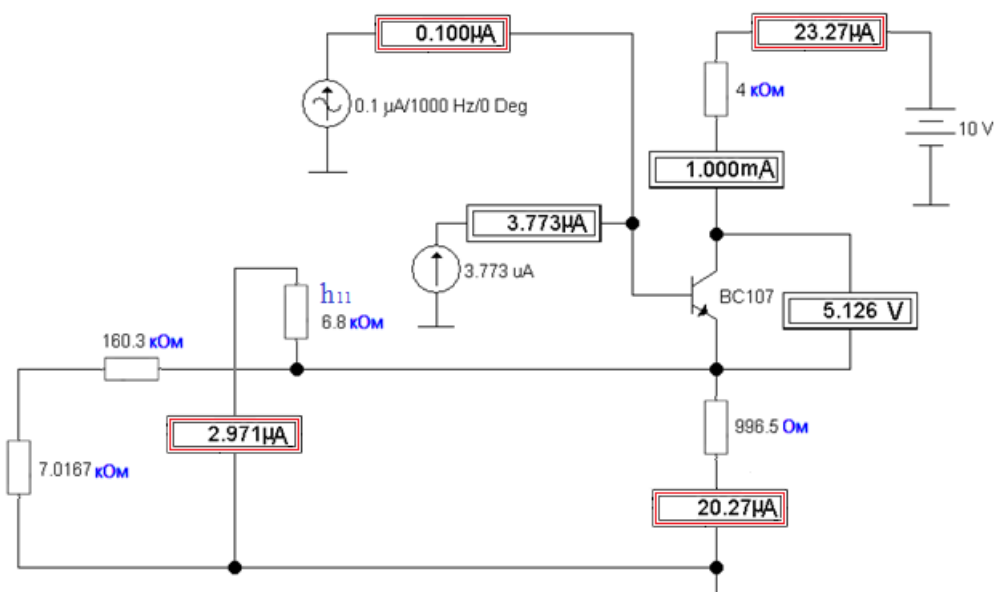 0.100µA
23.27µA
0.1 µA/1000 Hz/0 Deg
4 кОм
10 V
1.000mA
3.773µA
3.773 uA
h11
6.8 кОм
BC107
5.126 V
160.3 кОм
2.971µA
996.5 Ом
7.0167 кОм
20.27µA